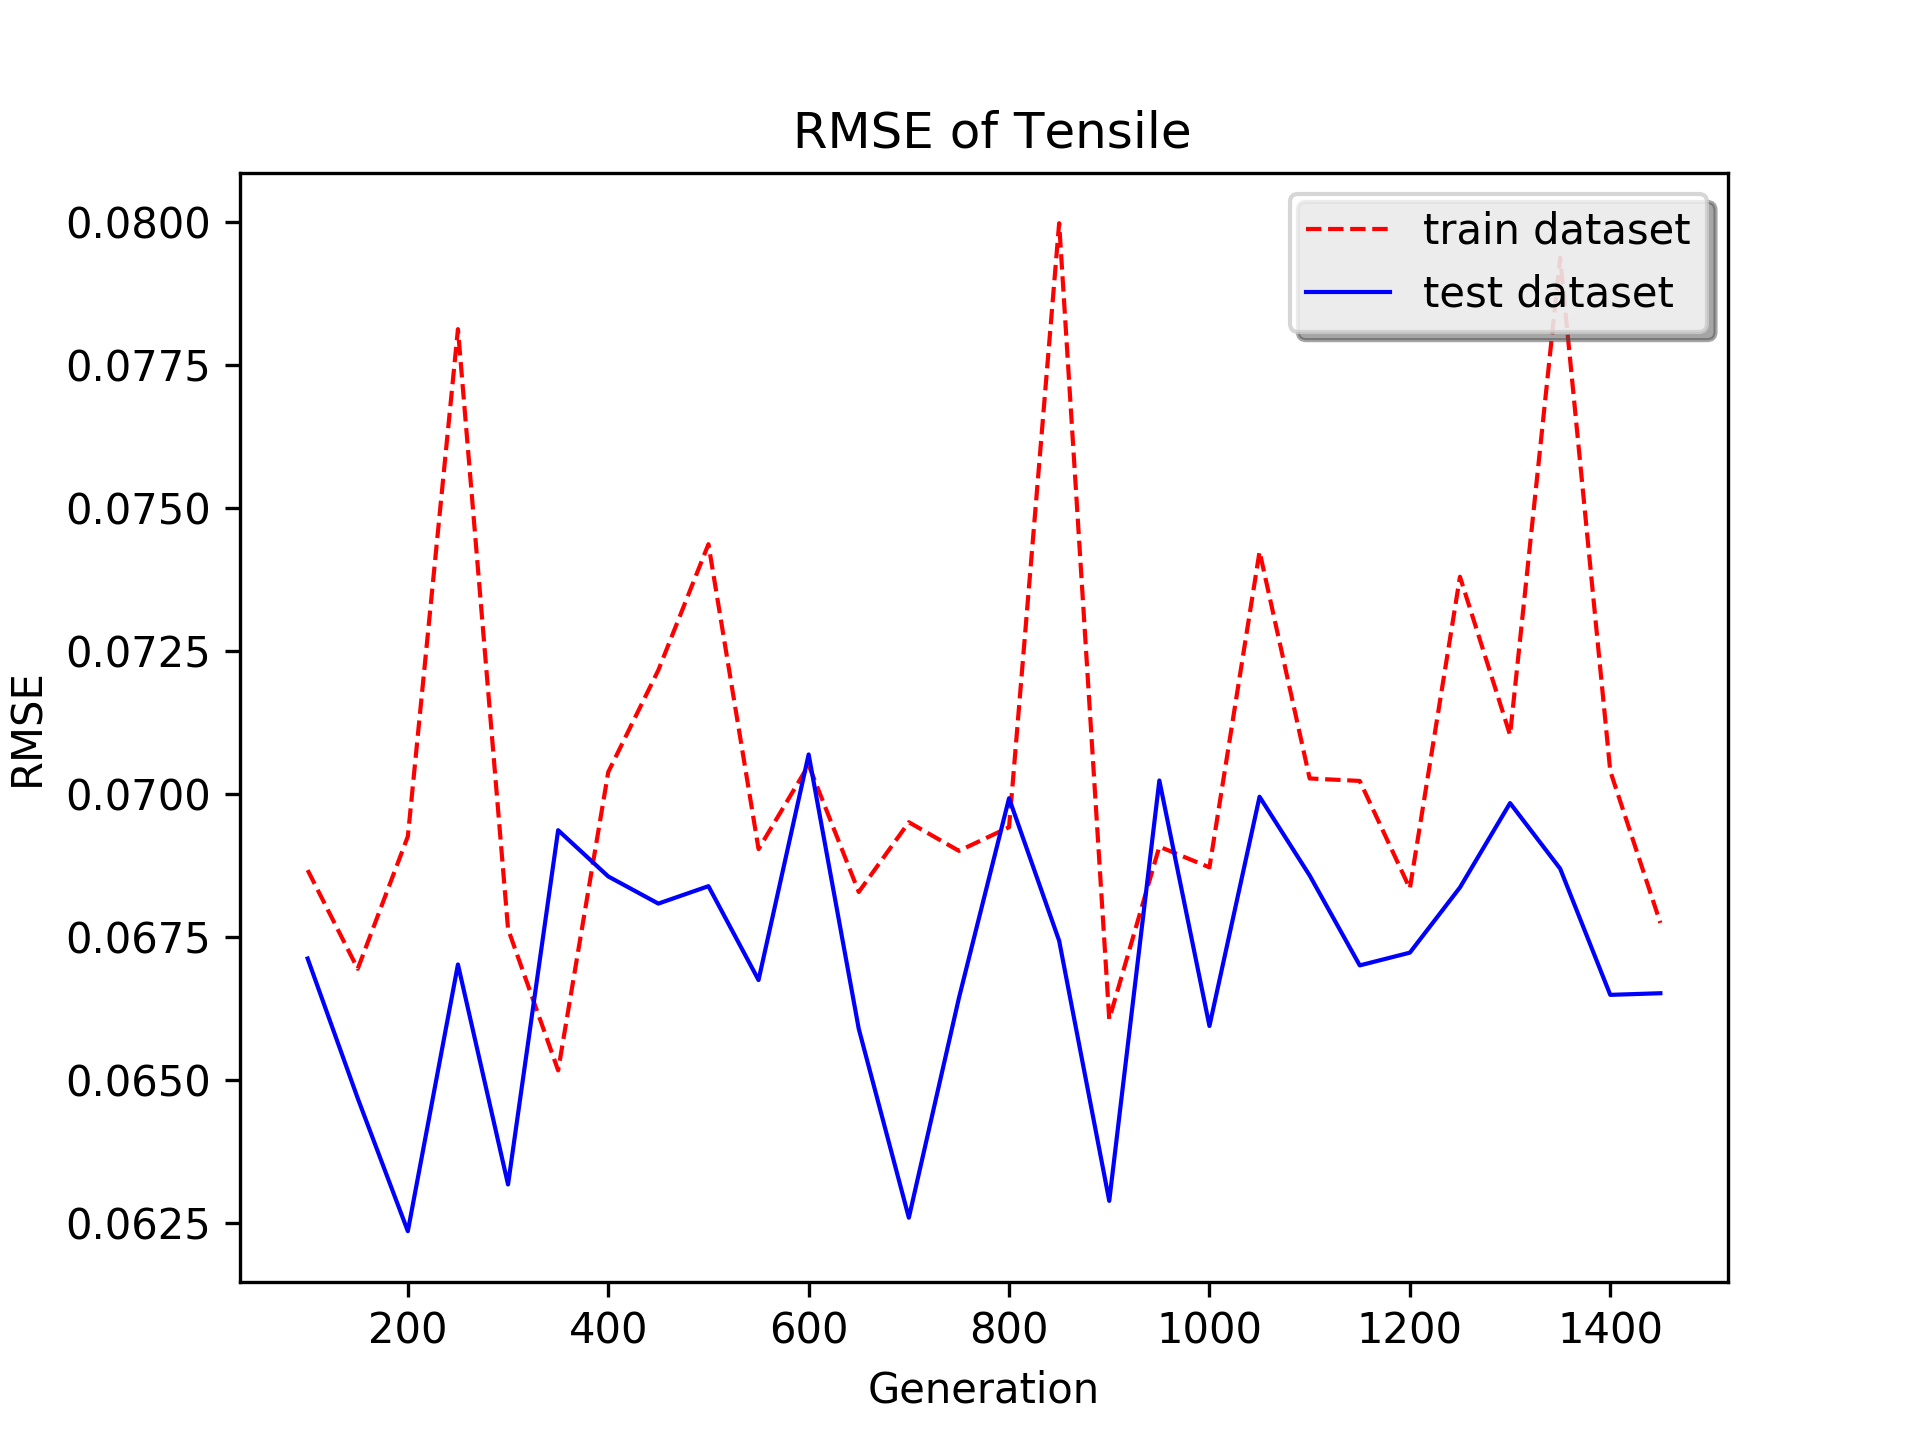 RMSE of Tensile
train dataset
test dataset
0.0800
0.0775
0.0750
0.0725
0.0700
0.0675
0.0650
0.0625
RMSE
200 400 600 800 1000 1200 1400
Generation